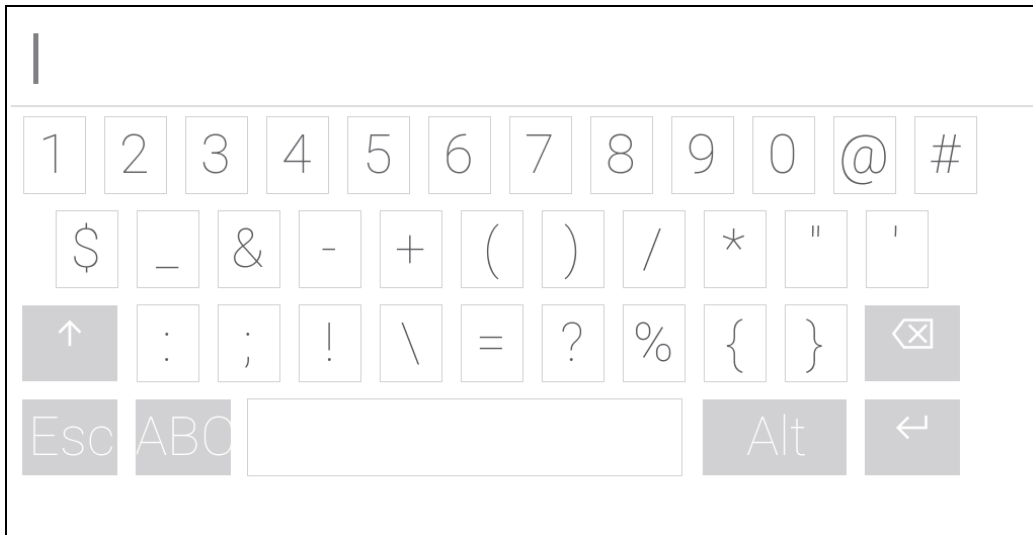 1 2 3 4 5 6 7 8 9 0 @ #
$ _ & - + ( ) / * " '
: ; ! \ = ? % { }
Esc ABC Alt